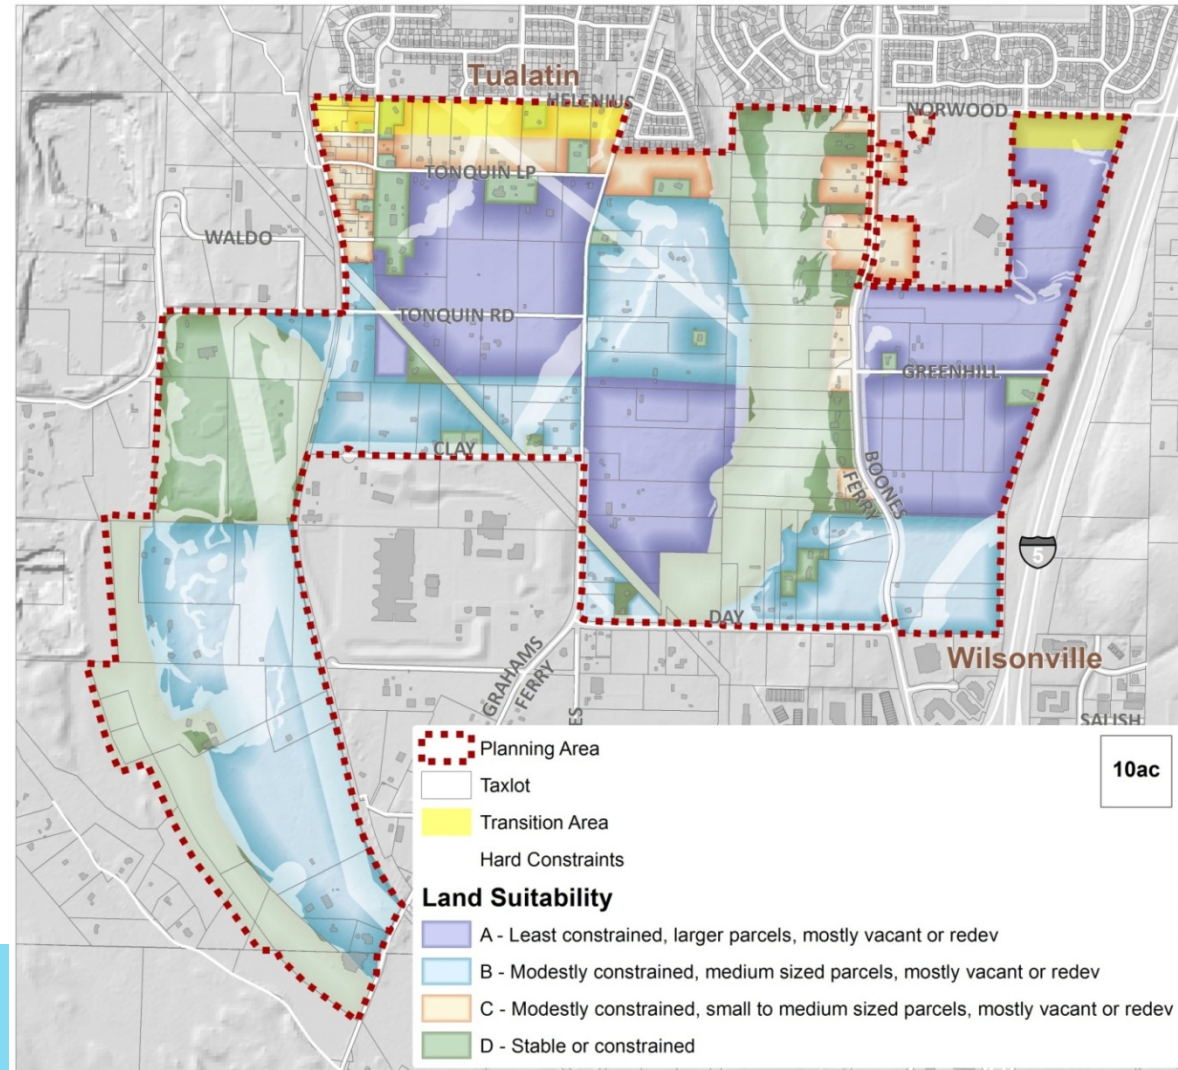 Tualatin
HELENIUS
NORWOOD
TONQUIN LP
WALDO
TONQUIN RD
GREENHILL
CLAY
BOONES
FERRY
5
DAY
Wilsonville
GRAHAMS
FERRY
ES
SALISH
Planning Area
10ac
Taxlot
Transition Area
Hard Constraints
Land Suitability
A - Least constrained, larger parcels, mostly vacant or redev
B - Modestly constrained, medium sized parcels, mostly vacant or redev
C - Modestly constrained, small to medium sized parcels, mostly vacant or redev
D - Stable or constrained